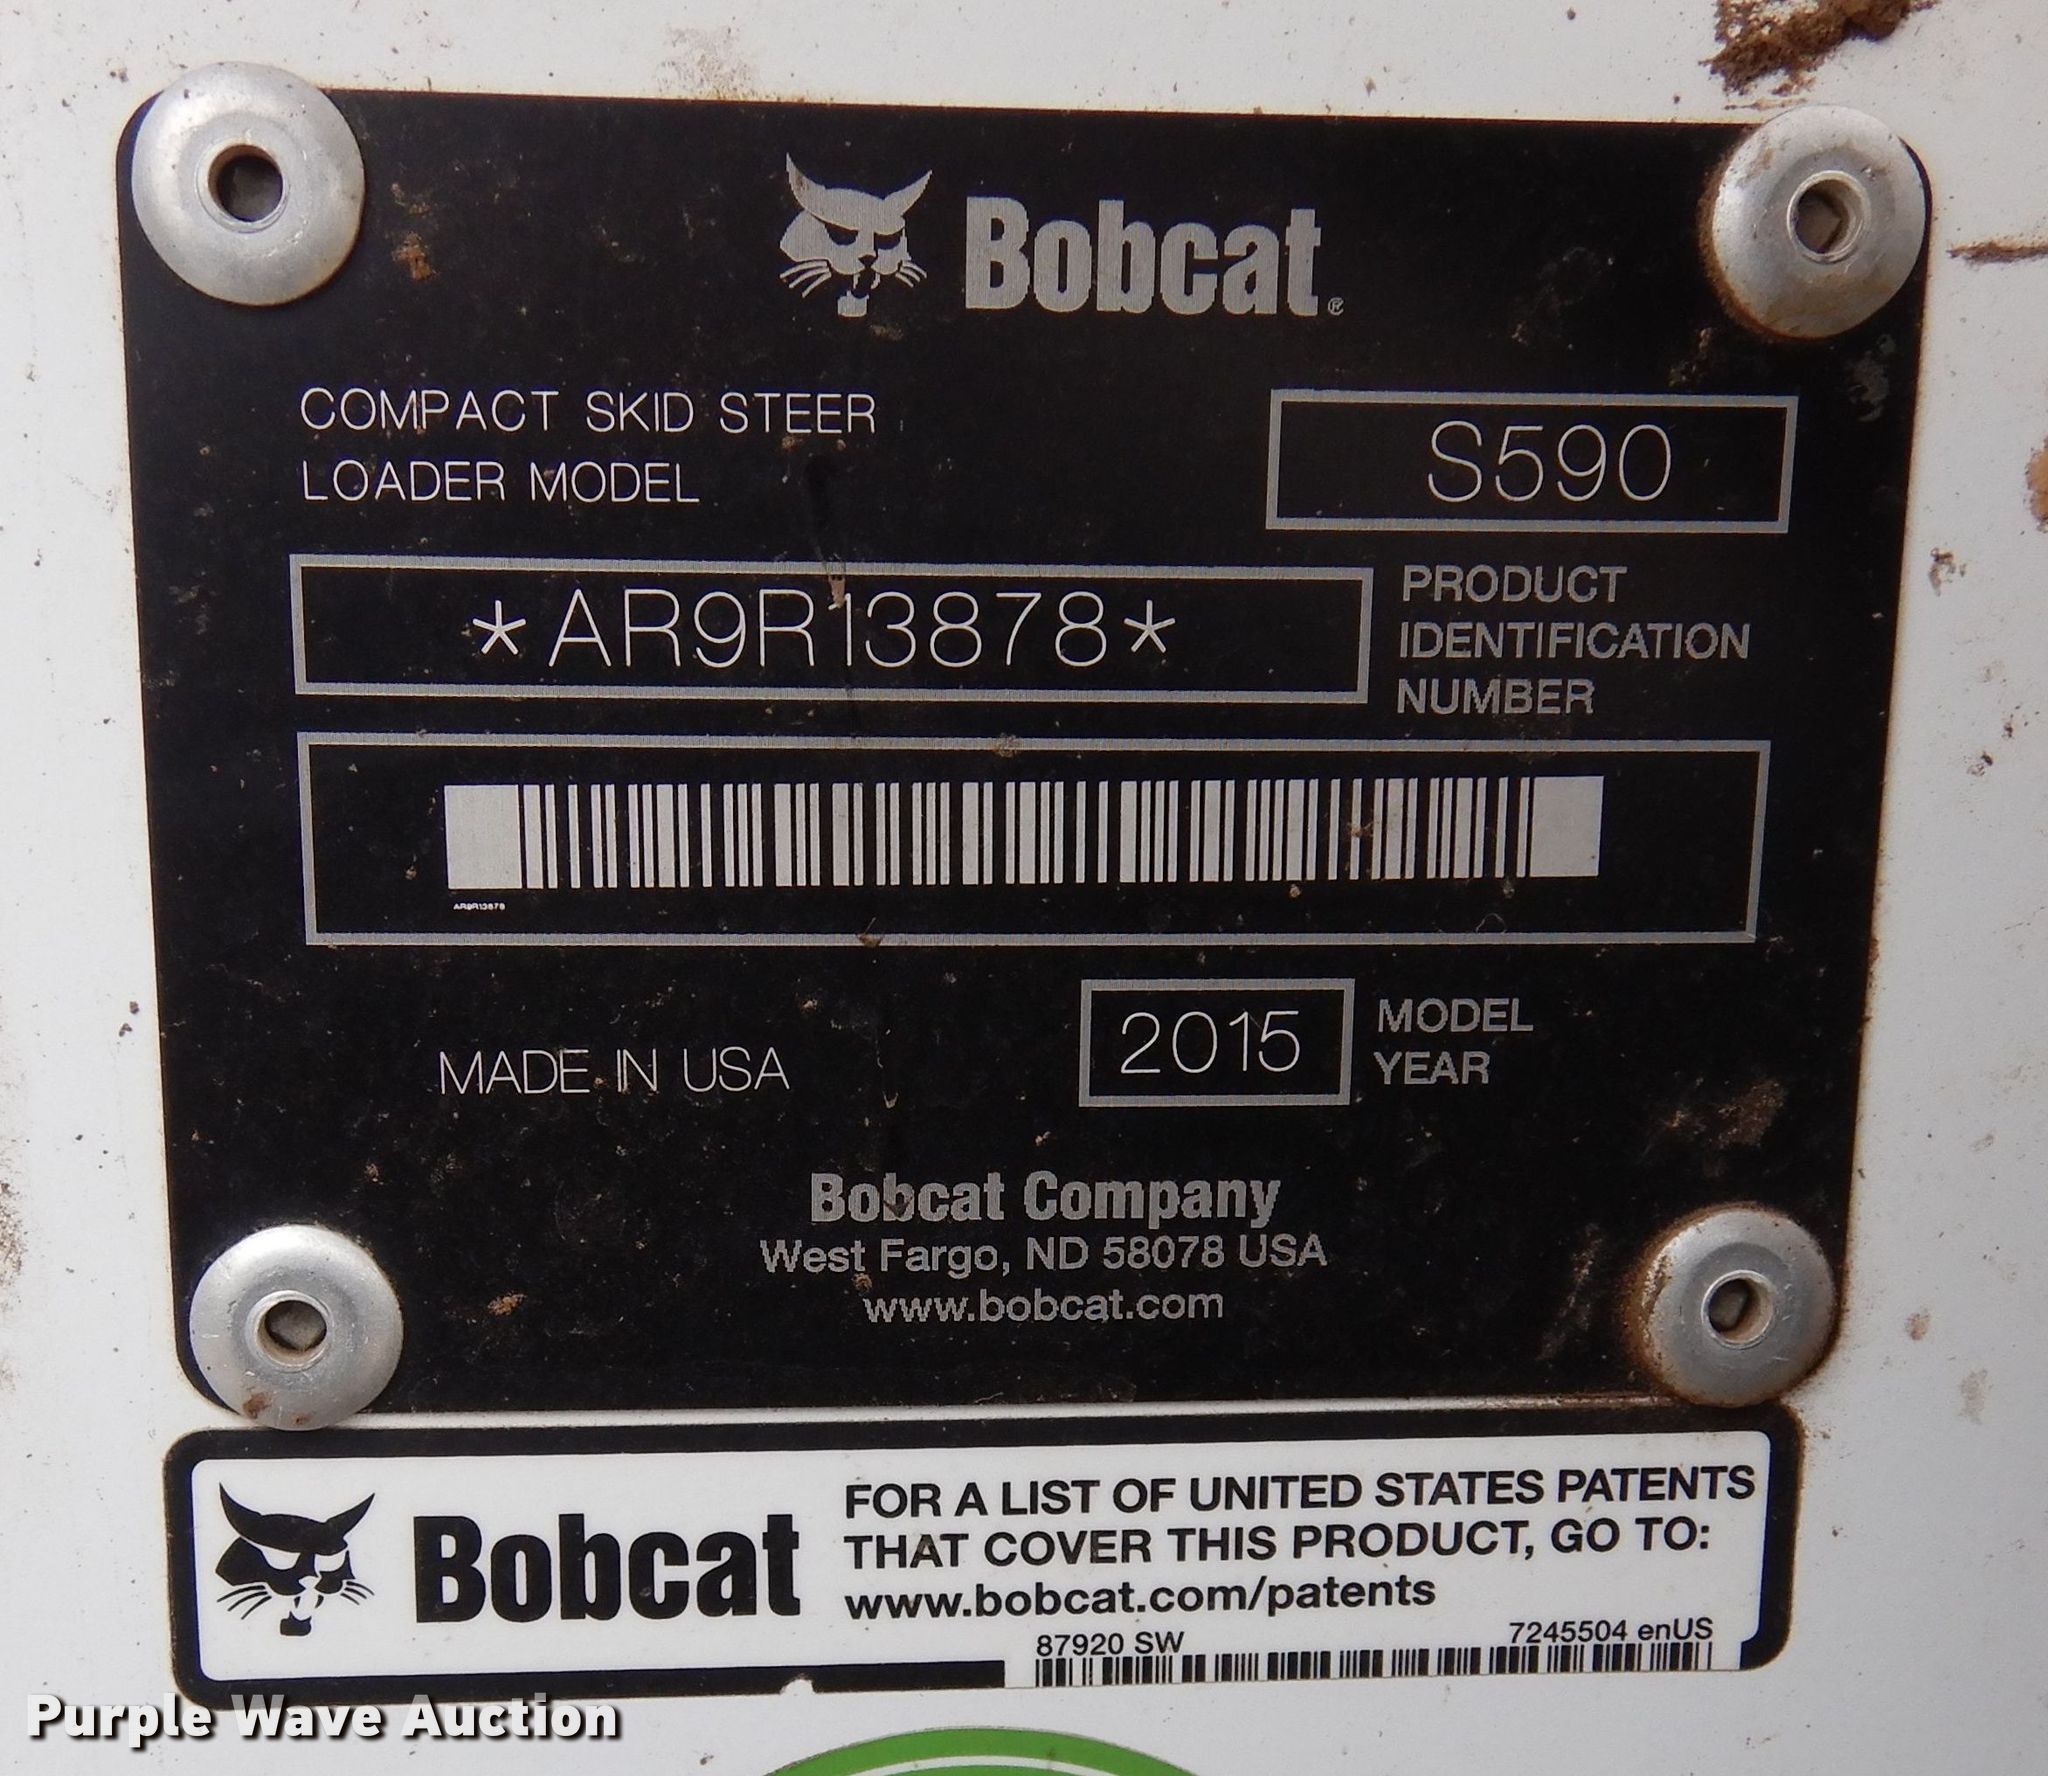 Bobcat®
COMPACT SKID STEER
LOADER MODEL
S590
*AR9R13878*
PRODUCT
IDENTIFICATION
NUMBER
AR9R13878
MADE IN USA
2015
MODEL
YEAR
Bobcat Company
West Fargo, ND 58078 USA
www.bobcat.com
Bobcat
FOR A LIST OF UNITED STATES PATENTS
THAT COVER THIS PRODUCT, GO TO:
www.bobcat.com/patents
87920 SW
7245504 enUS
Purple Wave Auction